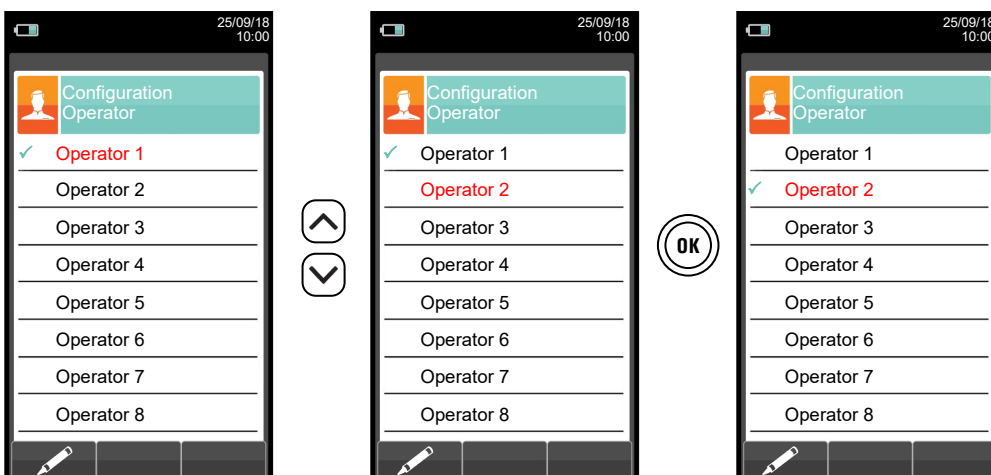 25/09/18
10:00
Configuration
Operator
Operator 1
Operator 2
Operator 3
Operator 4
Operator 5
Operator 6
Operator 7
Operator 8
25/09/18
10:00
Configuration
Operator
Operator 1
Operator 2
Operator 3
Operator 4
Operator 5
Operator 6
Operator 7
Operator 8
OK
25/09/18
10:00
Configuration
Operator
Operator 1
Operator 2
Operator 3
Operator 4
Operator 5
Operator 6
Operator 7
Operator 8